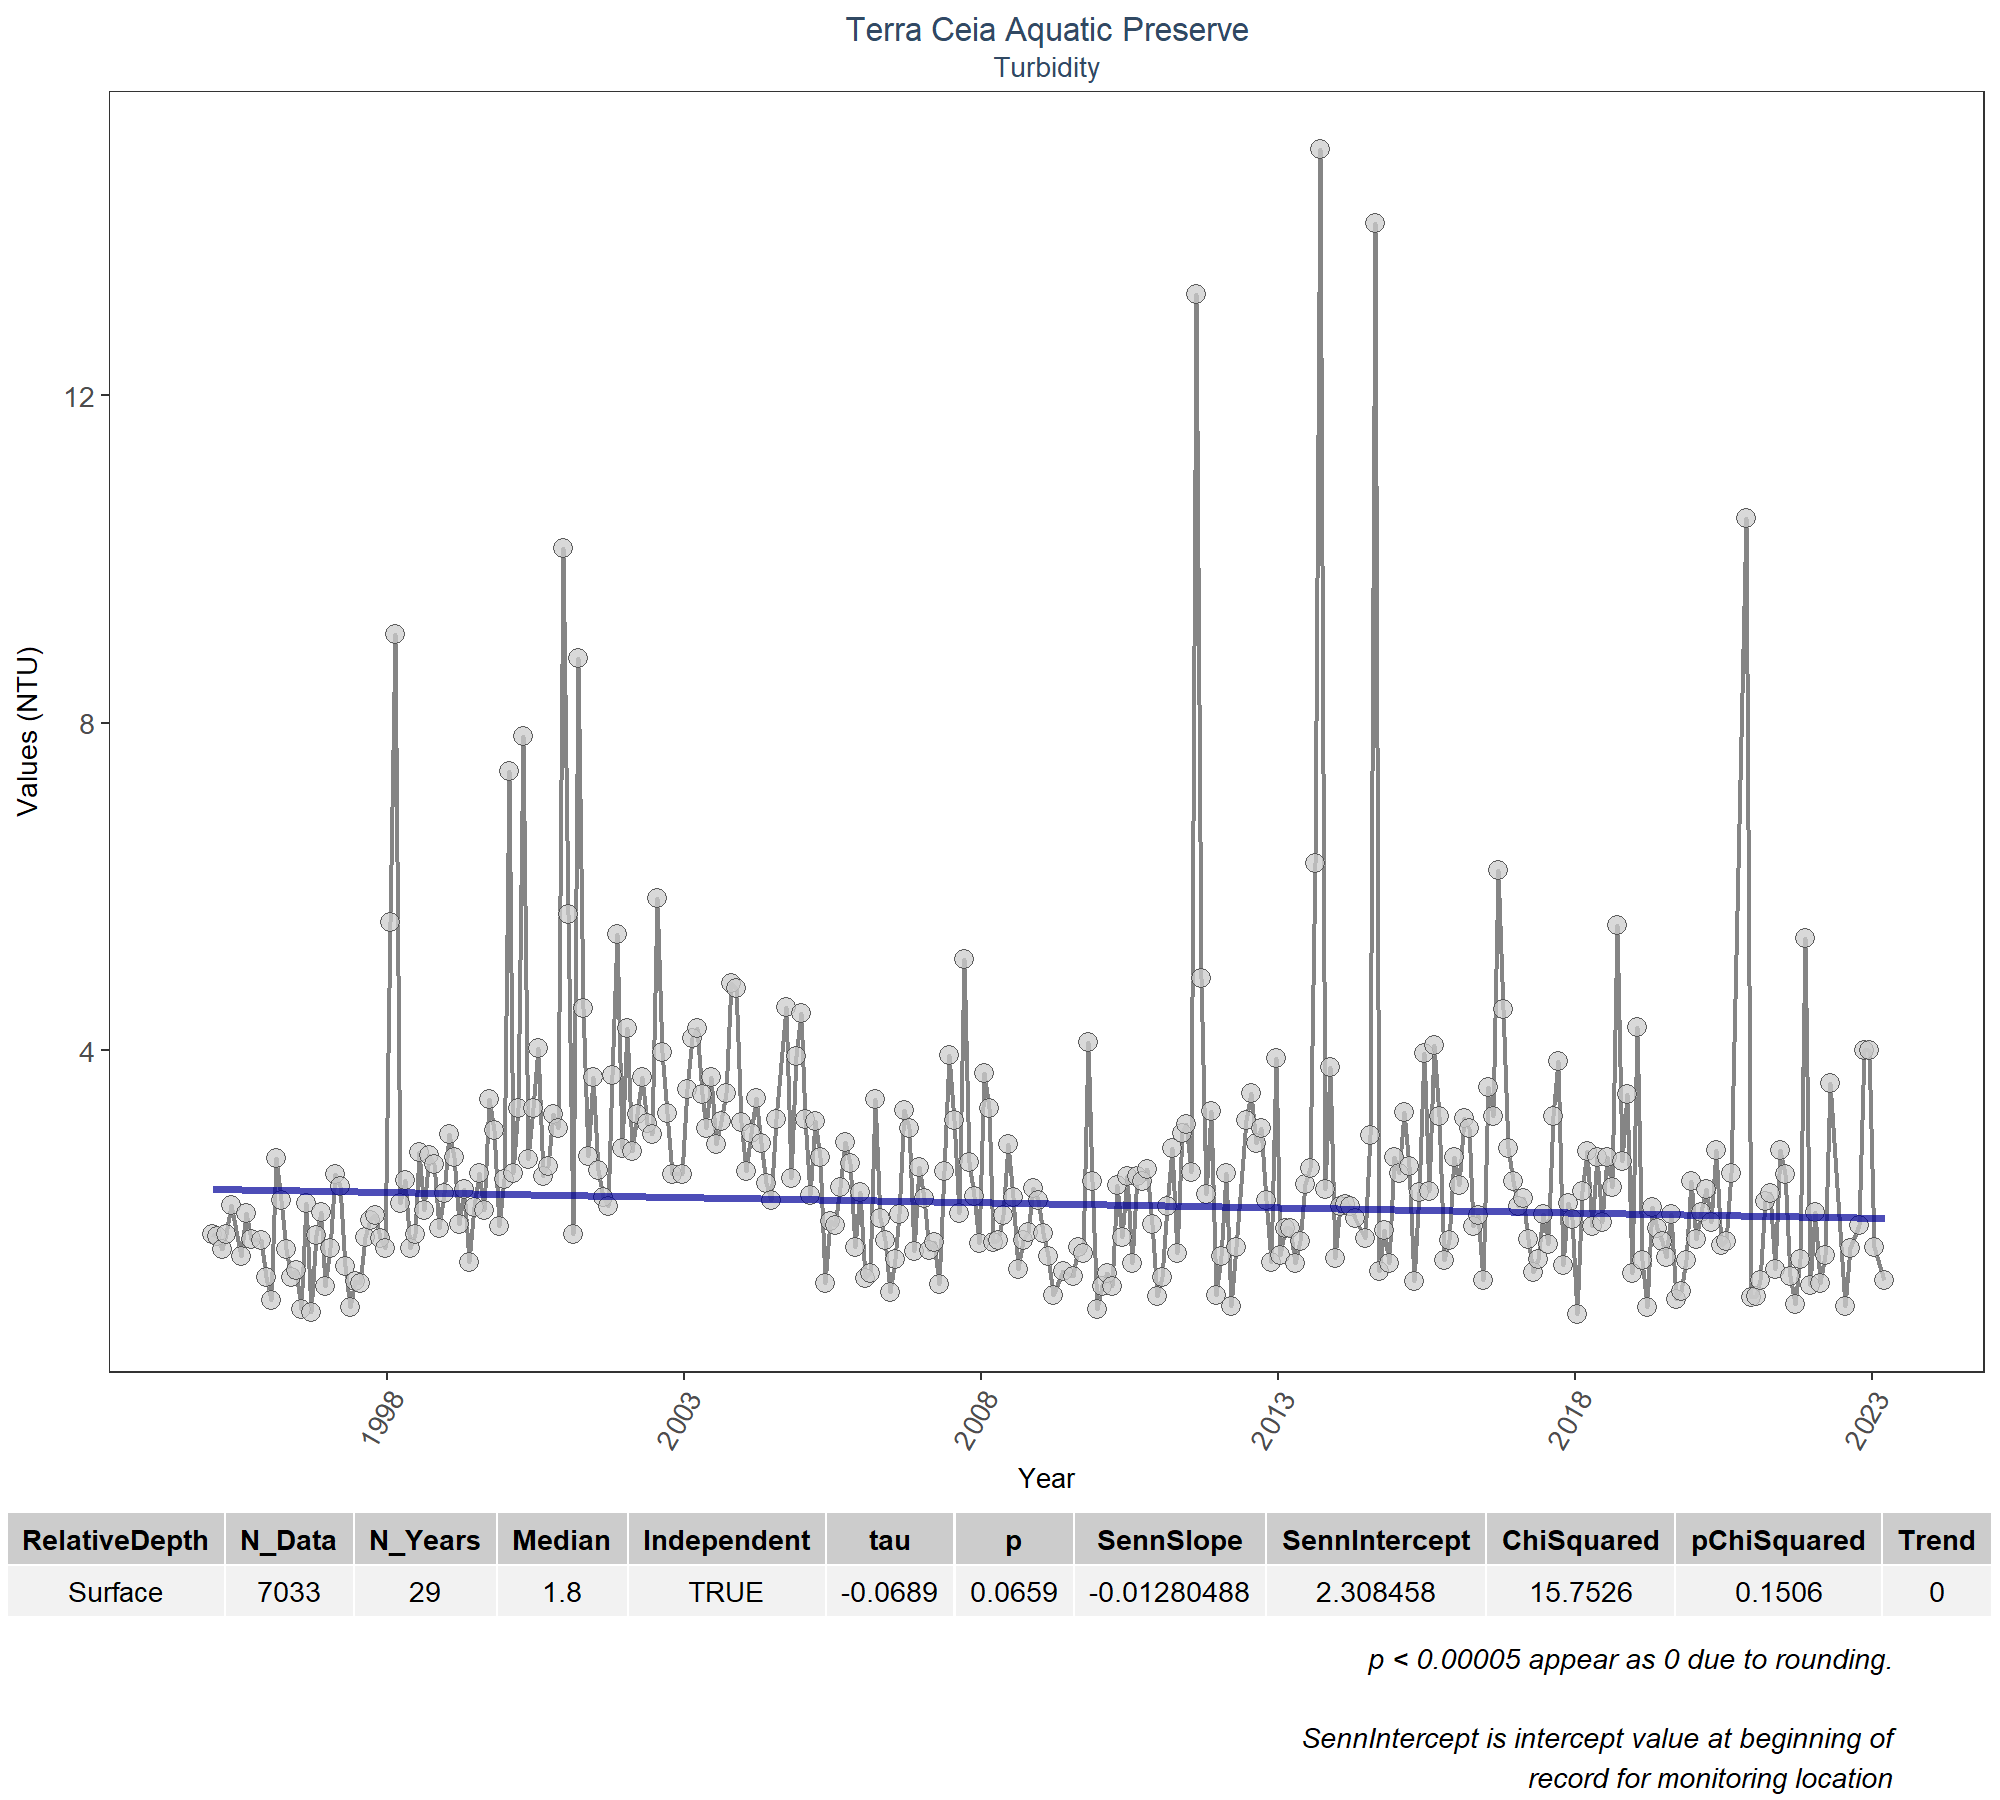 Terra Ceia Aquatic Preserve
Turbidity
Values (NTU)
12
8
4
1998
2003
2008
2013
2018
2023
Year
RelativeDepth N_Data N_Years Median Independent tau p SennSlope SennIntercept ChiSquared pChiSquared Trend
Surface 7033 29 1.8 TRUE -0.0689 0.0659 -0.01280488 2.308458 15.7526 0.1506 0
p < 0.00005 appear as 0 due to rounding.
SennIntercept is intercept value at beginning of
record for monitoring location